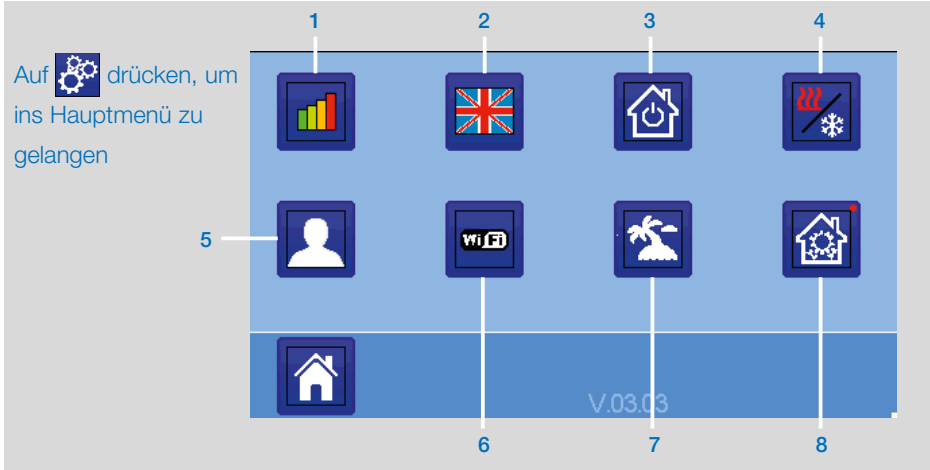 1 2 3 4
Auf drücken, um
ins Hauptmenü zu
gelangen
5
WiFi
V.03.03
6 7 8